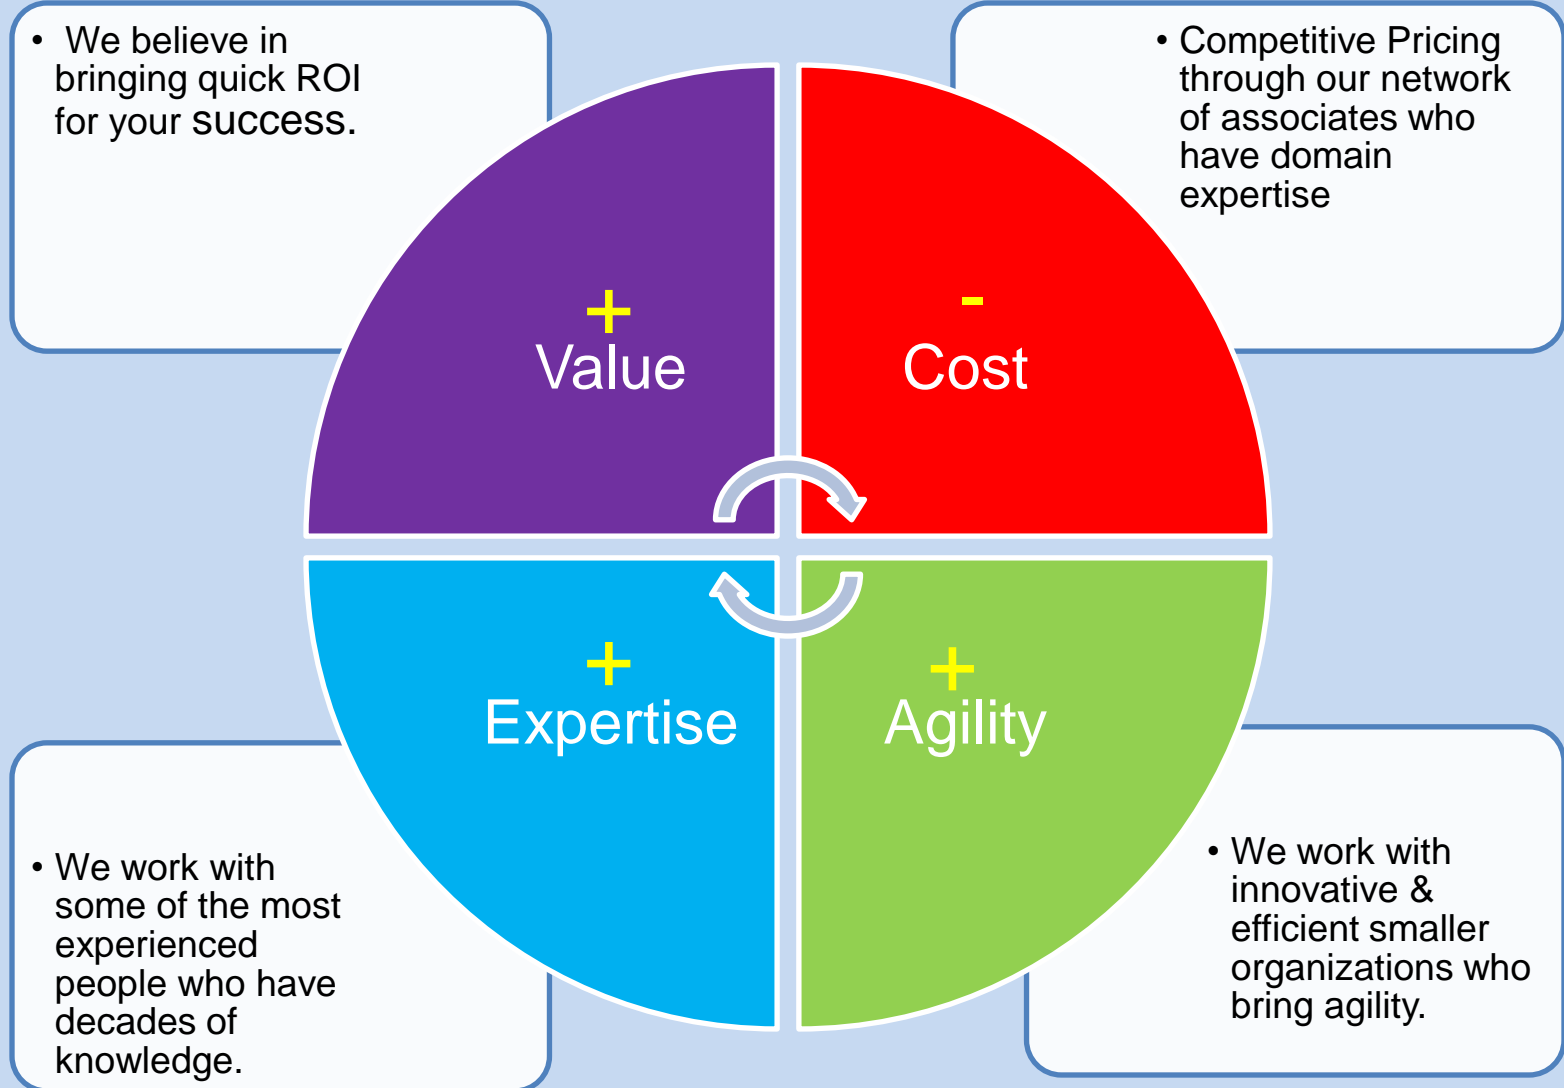 • We believe in
bringing quick ROI
for your success.
• Competitive Pricing
through our network
of associates who
have domain
expertise
+
Value
-
Cost
+
Expertise
+
Agility
• We work with
some of the most
experienced
people who have
decades of
knowledge.
• We work with
innovative &
efficient smaller
organizations who
bring agility.